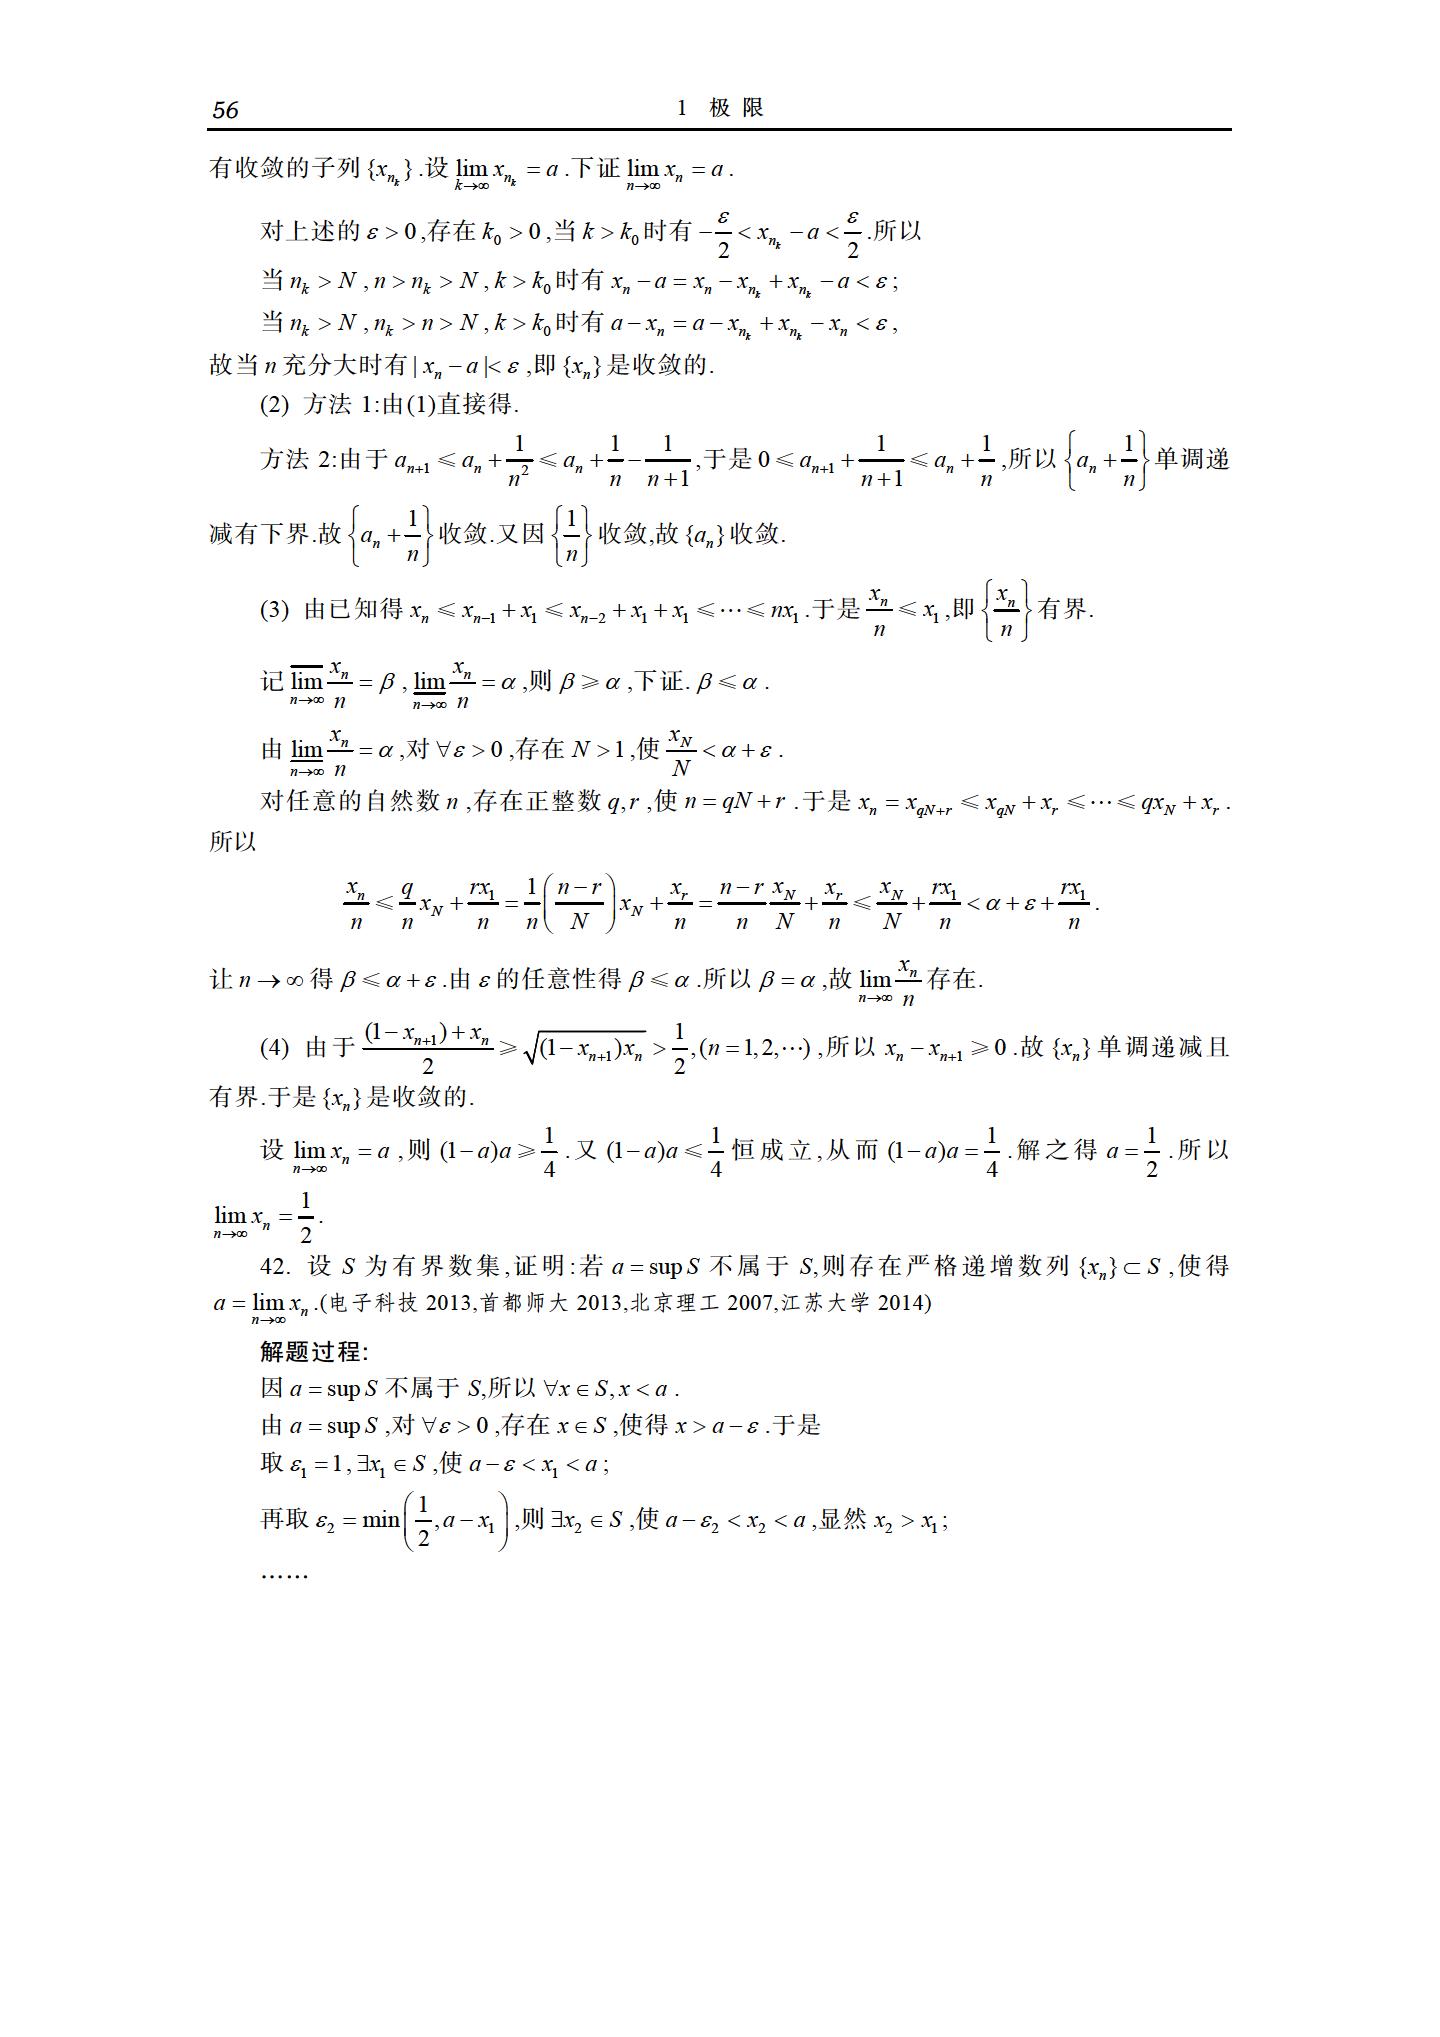 56 1 极 限
有收敛的子列 $\{x_{n_k}\}$ .设 $\lim_{k\to\infty} x_{n_k} = a$ .下证 $\lim_{n\to\infty} x_n = a$ .
对上述的 $\varepsilon > 0$ ,存在 $k_0 > 0$ ,当 $k > k_0$ 时有 $-\frac{\varepsilon}{2} < x_{n_k} - a < \frac{\varepsilon}{2}$ .所以
当 $n_k > N$ , $n > n_k > N$ , $k > k_0$ 时有 $x_n - a = x_n - x_{n_k} + x_{n_k} - a < \varepsilon$ ;
当 $n_k > N$ , $n_k > n > N$ , $k > k_0$ 时有 $a - x_n = a - x_{n_k} + x_{n_k} - x_n < \varepsilon$ ,
故当 $n$ 充分大时有 $| x_n - a | < \varepsilon$ ,即 $\{x_n\}$ 是收敛的.
(2) 方法 1:由(1)直接得.
方法 2:由于 $a_{n+1} \leqslant a_n + \frac{1}{n^2} \leqslant a_n + \frac{1}{n} - \frac{1}{n+1}$ ,于是 $0 \leqslant a_{n+1} + \frac{1}{n+1} \leqslant a_n + \frac{1}{n}$ ,所以 $\left\{a_n + \frac{1}{n}\right\}$ 单调递
减有下界.故 $\left\{a_n + \frac{1}{n}\right\}$ 收敛.又因 $\left\{\frac{1}{n}\right\}$ 收敛,故 $\{a_n\}$ 收敛.
(3) 由已知得 $x_n \leqslant x_{n-1} + x_1 \leqslant x_{n-2} + x_1 + x_1 \leqslant \cdots \leqslant nx_1$ .于是 $\frac{x_n}{n} \leqslant x_1$ ,即 $\left\{\frac{x_n}{n}\right\}$ 有界.
记 $\overline{\lim}_{n\to\infty} \frac{x_n}{n} = \beta$ , $\underline{\lim}_{n\to\infty} \frac{x_n}{n} = \alpha$ ,则 $\beta \geqslant \alpha$ ,下证. $\beta \leqslant \alpha$ .
由 $\underline{\lim}_{n\to\infty} \frac{x_n}{n} = \alpha$ ,对 $\forall \varepsilon > 0$ ,存在 $N > 1$ ,使 $\frac{x_N}{N} < \alpha + \varepsilon$ .
对任意的自然数 $n$ ,存在正整数 $q,r$ ,使 $n = qN + r$ .于是 $x_n = x_{qN+r} \leqslant x_{qN} + x_r \leqslant \cdots \leqslant qx_N + x_r$ .
所以
$\frac{x_n}{n} \leqslant \frac{q}{n} x_N + \frac{rx_1}{n} = \frac{1}{n}\left(\frac{n-r}{N}\right)x_N + \frac{x_r}{n} = \frac{n-r}{n}\frac{x_N}{N} + \frac{x_r}{n} \leqslant \frac{x_N}{N} + \frac{rx_1}{n} < \alpha + \varepsilon + \frac{rx_1}{n}$ .
让 $n \to \infty$ 得 $\beta \leqslant \alpha + \varepsilon$ .由 $\varepsilon$ 的任意性得 $\beta \leqslant \alpha$ .所以 $\beta = \alpha$ ,故 $\lim_{n\to\infty} \frac{x_n}{n}$ 存在.
(4) 由于 $\frac{(1-x_{n+1})+x_n}{2} \geqslant \sqrt{(1-x_{n+1})x_n} > \frac{1}{2}$ ,$(n=1,2,\cdots)$ ,所以 $x_n - x_{n+1} \geqslant 0$ .故 $\{x_n\}$ 单调递减且
有界.于是 $\{x_n\}$ 是收敛的.
设 $\lim_{n\to\infty} x_n = a$ ,则 $(1-a)a \geqslant \frac{1}{4}$ .又 $(1-a)a \leqslant \frac{1}{4}$ 恒成立,从而 $(1-a)a = \frac{1}{4}$ .解之得 $a = \frac{1}{2}$ .所以
$\lim_{n\to\infty} x_n = \frac{1}{2}$ .
42. 设 $S$ 为有界数集,证明:若 $a = \sup S$ 不属于 $S$,则存在严格递增数列 $\{x_n\} \subset S$ ,使得
$a = \lim_{n\to\infty} x_n$ .(电子科技 2013,首都师大 2013,北京理工 2007,江苏大学 2014)
解题过程:
因 $a = \sup S$ 不属于 $S$,所以 $\forall x \in S, x < a$ .
由 $a = \sup S$ ,对 $\forall \varepsilon > 0$ ,存在 $x \in S$ ,使得 $x > a - \varepsilon$ .于是
取 $\varepsilon_1 = 1, \exists x_1 \in S$ ,使 $a - \varepsilon < x_1 < a$ ;
再取 $\varepsilon_2 = \min\left(\frac{1}{2}, a - x_1\right)$ ,则 $\exists x_2 \in S$ ,使 $a - \varepsilon_2 < x_2 < a$ ,显然 $x_2 > x_1$ ;
……